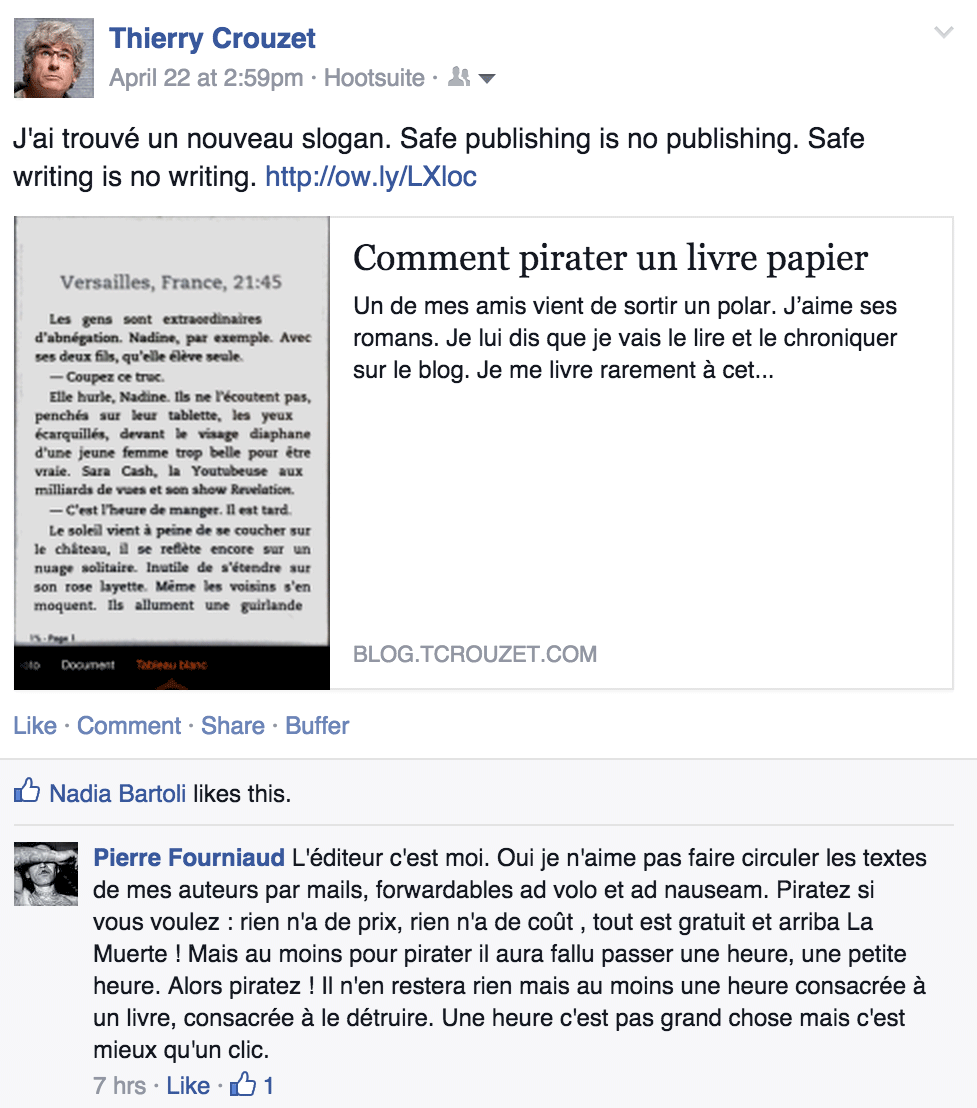 Thierry Crouzet
April 22 at 2:59pm · Hootsuite ·
J'ai trouvé un nouveau slogan. Safe publishing is no publishing. Safe
writing is no writing. http://ow.ly/LXloc
Versailles, France, 21:45
Les gens sont extraordinaires
d'abnégation. Nadine, par exemple. Avec
ses deux fils, qu'elle élève seule.
— Coupez ce truc.
Elle hurle, Nadine. Ils ne l'écoutent pas,
penchés sur leur tablette, les yeux
écarquillés, devant le visage diaphane
d'une jeune femme trop belle pour être
vraie. Sara Cash, la Youtubeuse aux
milliards de vues et son show Revelation.
— C'est l'heure de manger. Il est tard.
Le soleil vient à peine de se coucher sur
le château, il se reflète encore sur un
nuage solitaire. Inutile de s'étendre sur
son rose layette. Même les voisins s'en
moquent. Ils allument une guirlande
1% - Page 1
oto Document Tableau blanc
Comment pirater un livre papier
Un de mes amis vient de sortir un polar. J'aime ses
romans. Je lui dis que je vais le lire et le chroniquer
sur le blog. Je me livre rarement à cet...
BLOG.TCROUZET.COM
Like · Comment · Share · Buffer
Nadia Bartoli likes this.
Pierre Fourniaud L'éditeur c'est moi. Oui je n'aime pas faire circuler les textes
de mes auteurs par mails, forwardables ad volo et ad nauseam. Piratez si
vous voulez : rien n'a de prix, rien n'a de coût , tout est gratuit et arriba La
Muerte ! Mais au moins pour pirater il aura fallu passer une heure, une petite
heure. Alors piratez ! Il n'en restera rien mais au moins une heure consacrée à
un livre, consacrée à le détruire. Une heure c'est pas grand chose mais c'est
mieux qu'un clic.
7 hrs · Like · 1